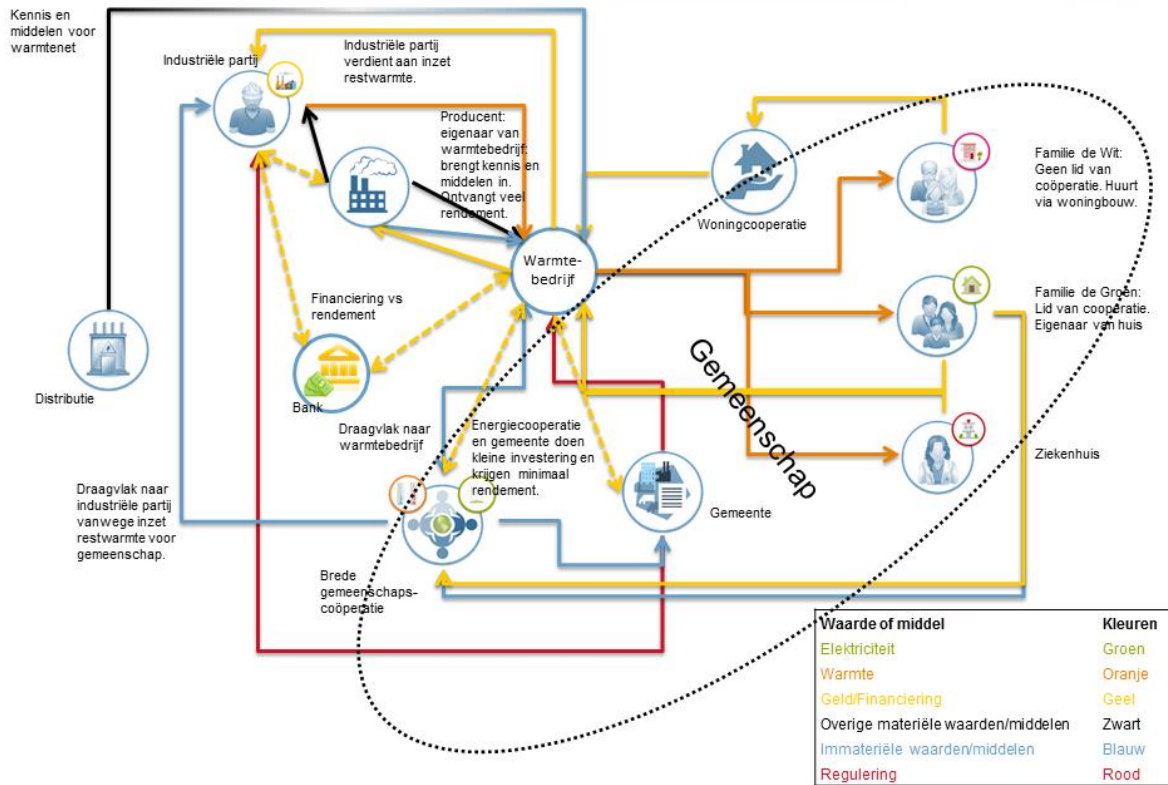 Kennis en
middelen voor
warmtenet
Industriële partij
Industriële partij
verdient aan inzet
restwarmte.
Producent:
eigenaar van
warmtebedrijf:
brengt kennis en
middelen in.
Ontvangt veel
rendement.
Woningcooperatie
Familie de Wit:
Geen lid van
coöperatie. Huurt
via woningbouw.
Warmte-
bedrijf
Familie de Groen:
Lid van cooperatie.
Eigenaar van huis
Financiering vs
rendement
Distributie
Bank
Gemeenschap
Draagvlak naar
warmtebedrijf
Energiecooperatie
en gemeente doen
kleine investering en
krijgen minimaal
rendement.
Ziekenhuis
Draagvlak naar
industriële partij
vanwege inzet
restwarmte voor
gemeenschap.
Gemeente
Brede
gemeenschaps-
coöperatie
Waarde of middel Kleuren
Elektriciteit Groen
Warmte Oranje
Geld/Financiering Geel
Overige materiële waarden/middelen Zwart
Immateriële waarden/middelen Blauw
Regulering Rood